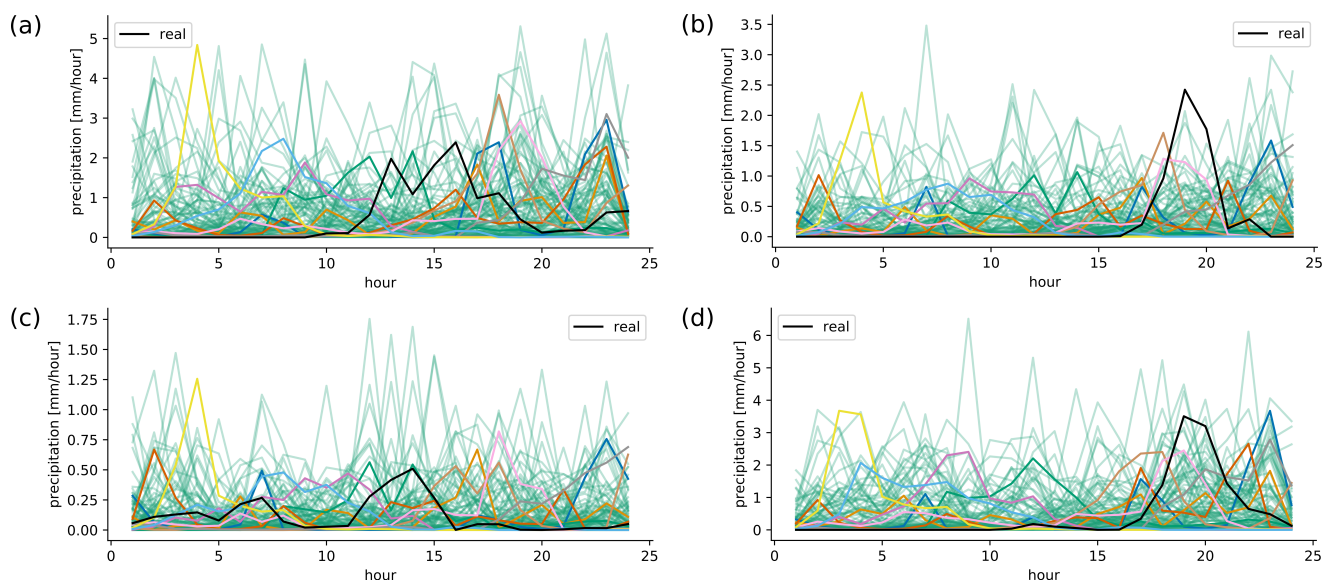 (a)
real
precipitation [mm/hour]
5
4
3
2
1
0
0 5 10 15 20 25
hour
(b)
real
precipitation [mm/hour]
3.5
3.0
2.5
2.0
1.5
1.0
0.5
0.0
0 5 10 15 20 25
hour
(c)
real
precipitation [mm/hour]
1.75
1.50
1.25
1.00
0.75
0.50
0.25
0.00
0 5 10 15 20 25
hour
(d)
real
precipitation [mm/hour]
6
5
4
3
2
1
0
0 5 10 15 20 25
hour